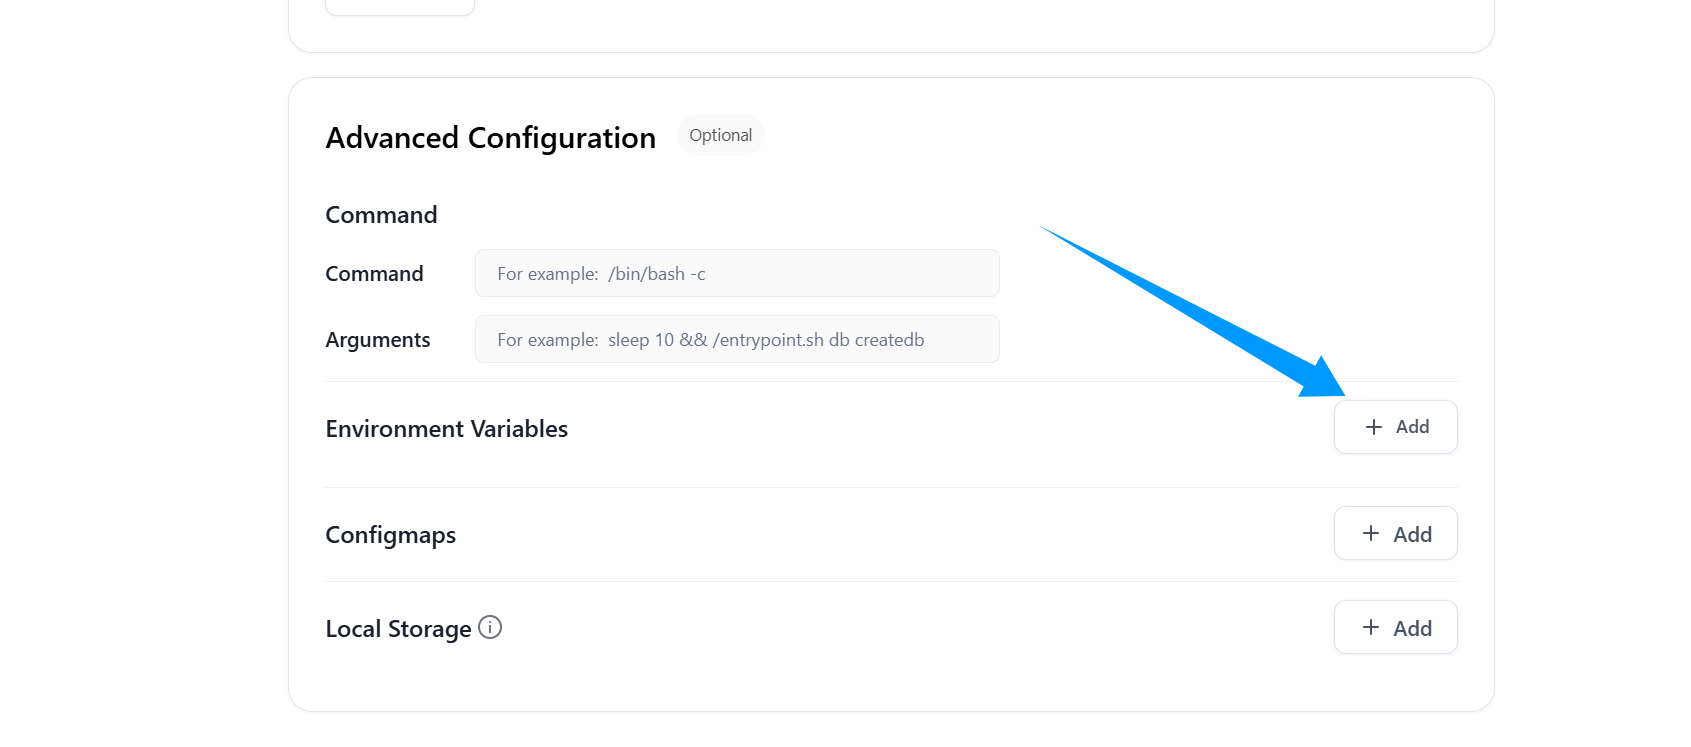 Advanced Configuration Optional
Command
Command For example: /bin/bash -c
Arguments For example: sleep 10 && /entrypoint.sh db createdb
Environment Variables + Add
Configmaps + Add
Local Storage + Add